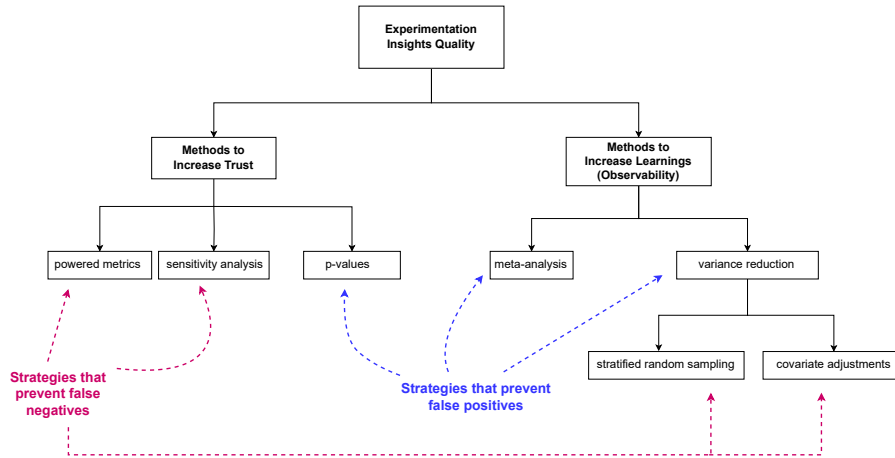 Experimentation
Insights Quality
Methods to
Increase Trust
Methods to
Increase Learnings
(Observability)
powered metrics
sensitivity analysis
p-values
meta-analysis
variance reduction
stratified random sampling
covariate adjustments
Strategies that
prevent false
negatives
Strategies that prevent
false positives